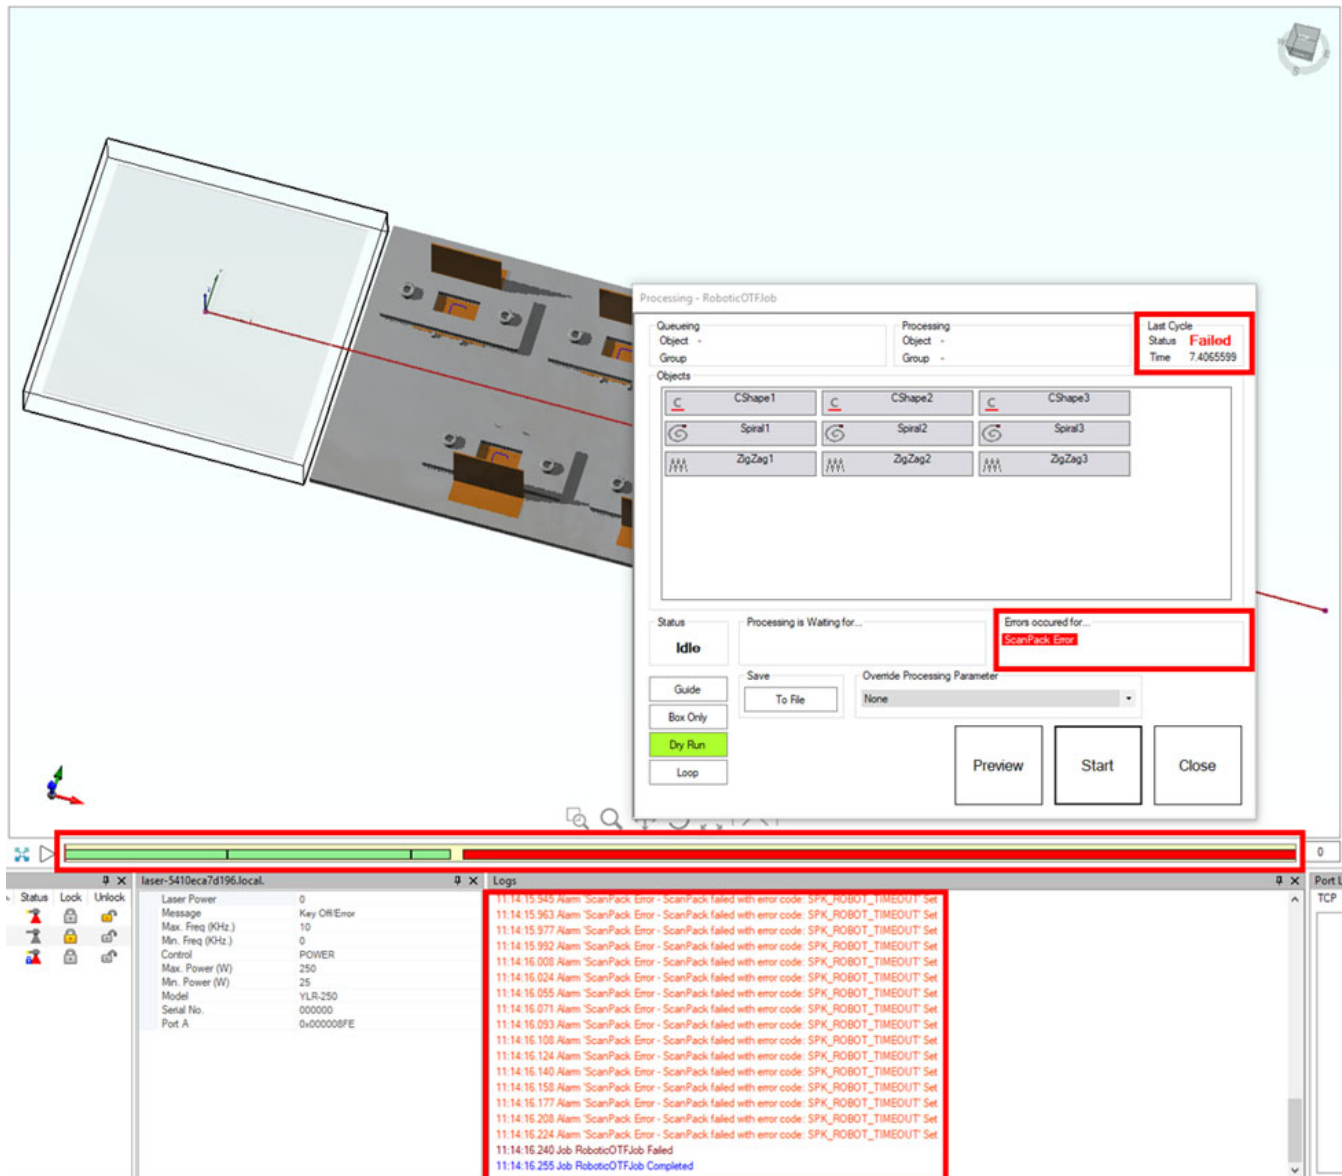 Processing - RoboticOTFJob
Queueing
Object -
Group
Processing
Object -
Group -
Last Cycle
Status Failed
Time 7.4065599
Objects
C CShape1
C CShape2
C CShape3
Spiral1
Spiral2
Spiral3
ZigZag1
ZigZag2
ZigZag3
Status
Idle
Processing is Waiting for...
Errors occured for...
ScanPack Error
Guide
Box Only
Dry Run
Loop
Save
To File
Override Processing Parameter
None
Preview
Start
Close
0
Status Lock Unlock
laser-5410eca7d196.local.
Laser Power 0
Message Key Off/Error
Max. Freq (KHz.) 10
Min. Freq (KHz.) 0
Control POWER
Max. Power (W) 250
Min. Power (W) 25
Model YLR-250
Serial No. 000000
Port A 0x000008FE
Logs
11:14:15.945 Alarm 'ScanPack Error - ScanPack failed with error code: SPK_ROBOT_TIMEOUT' Set
11:14:15.963 Alarm 'ScanPack Error - ScanPack failed with error code: SPK_ROBOT_TIMEOUT' Set
11:14:15.977 Alarm 'ScanPack Error - ScanPack failed with error code: SPK_ROBOT_TIMEOUT' Set
11:14:15.992 Alarm 'ScanPack Error - ScanPack failed with error code: SPK_ROBOT_TIMEOUT' Set
11:14:16.008 Alarm 'ScanPack Error - ScanPack failed with error code: SPK_ROBOT_TIMEOUT' Set
11:14:16.024 Alarm 'ScanPack Error - ScanPack failed with error code: SPK_ROBOT_TIMEOUT' Set
11:14:16.055 Alarm 'ScanPack Error - ScanPack failed with error code: SPK_ROBOT_TIMEOUT' Set
11:14:16.071 Alarm 'ScanPack Error - ScanPack failed with error code: SPK_ROBOT_TIMEOUT' Set
11:14:16.093 Alarm 'ScanPack Error - ScanPack failed with error code: SPK_ROBOT_TIMEOUT' Set
11:14:16.108 Alarm 'ScanPack Error - ScanPack failed with error code: SPK_ROBOT_TIMEOUT' Set
11:14:16.124 Alarm 'ScanPack Error - ScanPack failed with error code: SPK_ROBOT_TIMEOUT' Set
11:14:16.140 Alarm 'ScanPack Error - ScanPack failed with error code: SPK_ROBOT_TIMEOUT' Set
11:14:16.158 Alarm 'ScanPack Error - ScanPack failed with error code: SPK_ROBOT_TIMEOUT' Set
11:14:16.177 Alarm 'ScanPack Error - ScanPack failed with error code: SPK_ROBOT_TIMEOUT' Set
11:14:16.208 Alarm 'ScanPack Error - ScanPack failed with error code: SPK_ROBOT_TIMEOUT' Set
11:14:16.224 Alarm 'ScanPack Error - ScanPack failed with error code: SPK_ROBOT_TIMEOUT' Set
11:14:16.240 Job RoboticOTFJob Failed
11:14:16.255 Job RoboticOTFJob Completed
Port L
TCP